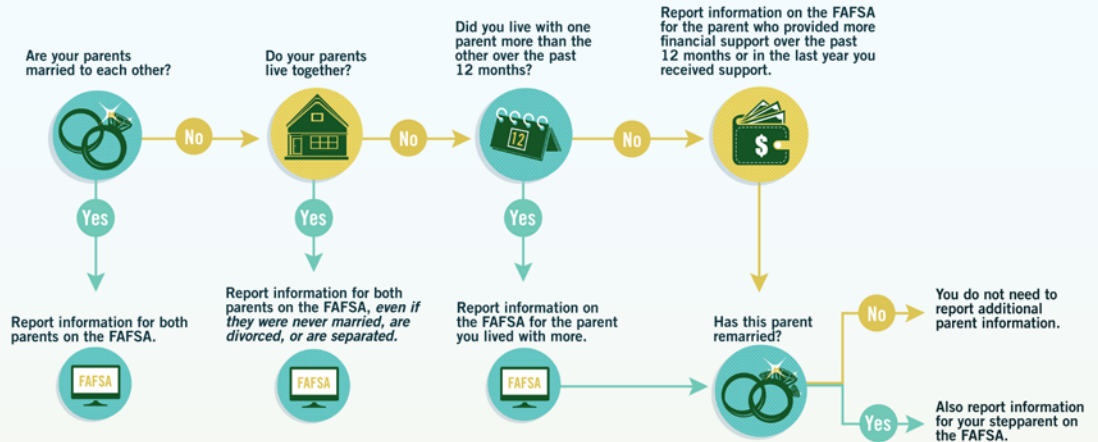 Are your parents
married to each other?
No
Yes
Report information for both
parents on the FAFSA.
FAFSA
Do your parents
live together?
No
Yes
Report information for both
parents on the FAFSA, even if
they were never married, are
divorced, or are separated.
FAFSA
Did you live with one
parent more than the
other over the past
12 months?
12
No
Yes
Report information on
the FAFSA for the parent
you lived with more.
FAFSA
Report information on the FAFSA
for the parent who provided more
financial support over the past
12 months or in the last year you
received support.
$
Has this parent
remarried?
No
You do not need to
report additional
parent information.
Yes
Also report information
for your stepparent on
the FAFSA.